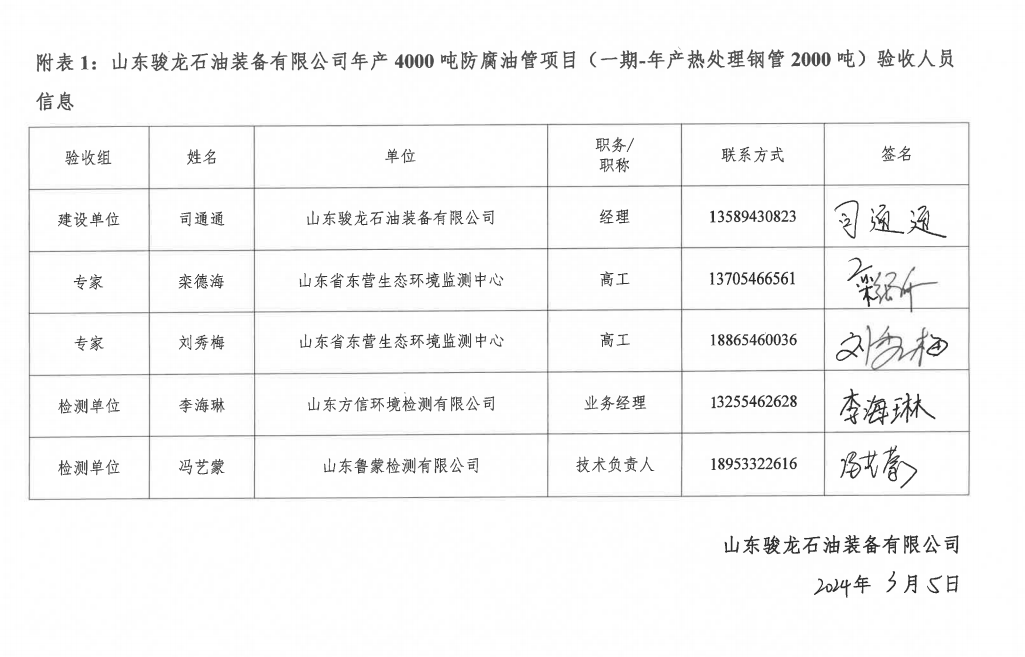 附表1：山东骏龙石油装备有限公司年产4000吨防腐油管项目（一期-年产热处理钢管2000吨）验收人员
信息
验收组 姓名 单位 职务/
职称 联系方式 签名
建设单位 司通通 山东骏龙石油装备有限公司 经理 13589430823 司通通
专家 栾德海 山东省东营生态环境监测中心 高工 13705466561
专家 刘秀梅 山东省东营生态环境监测中心 高工 18865460036 刘秀梅
检测单位 李海琳 山东方信环境检测有限公司 业务经理 13255462628 李海琳
检测单位 冯艺蒙 山东鲁蒙检测有限公司 技术负责人 18953322616 冯艺蒙
山东骏龙石油装备有限公司
2024年3月5日